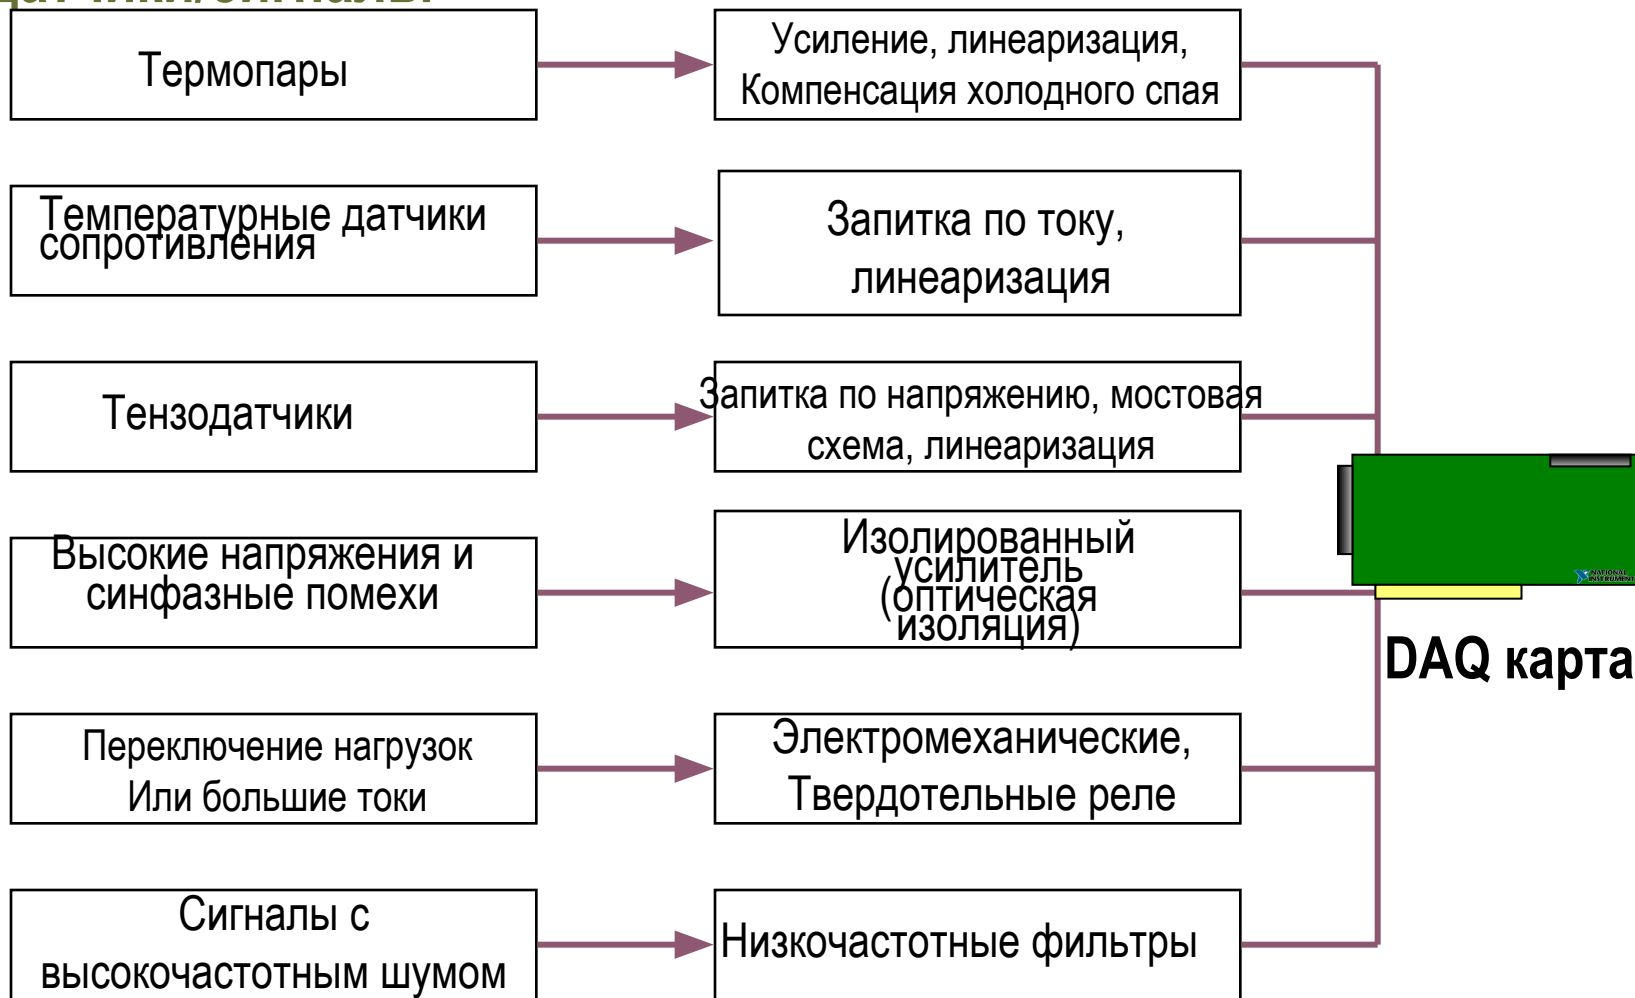 Термопары
Усиление, линеаризация,
Компенсация холодного спая
Температурные датчики
сопротивления
Запитка по току,
линеаризация
Тензодатчики
Запитка по напряжению, мостовая
схема, линеаризация
Высокие напряжения и
синфазные помехи
Изолированный
усилитель
(оптическая
изоляция)
NATIONAL
INSTRUMENT
DAQ карта
Переключение нагрузок
Или большие токи
Электромеханические,
Твердотельные реле
Сигналы с
высокочастотным шумом
Низкочастотные фильтры